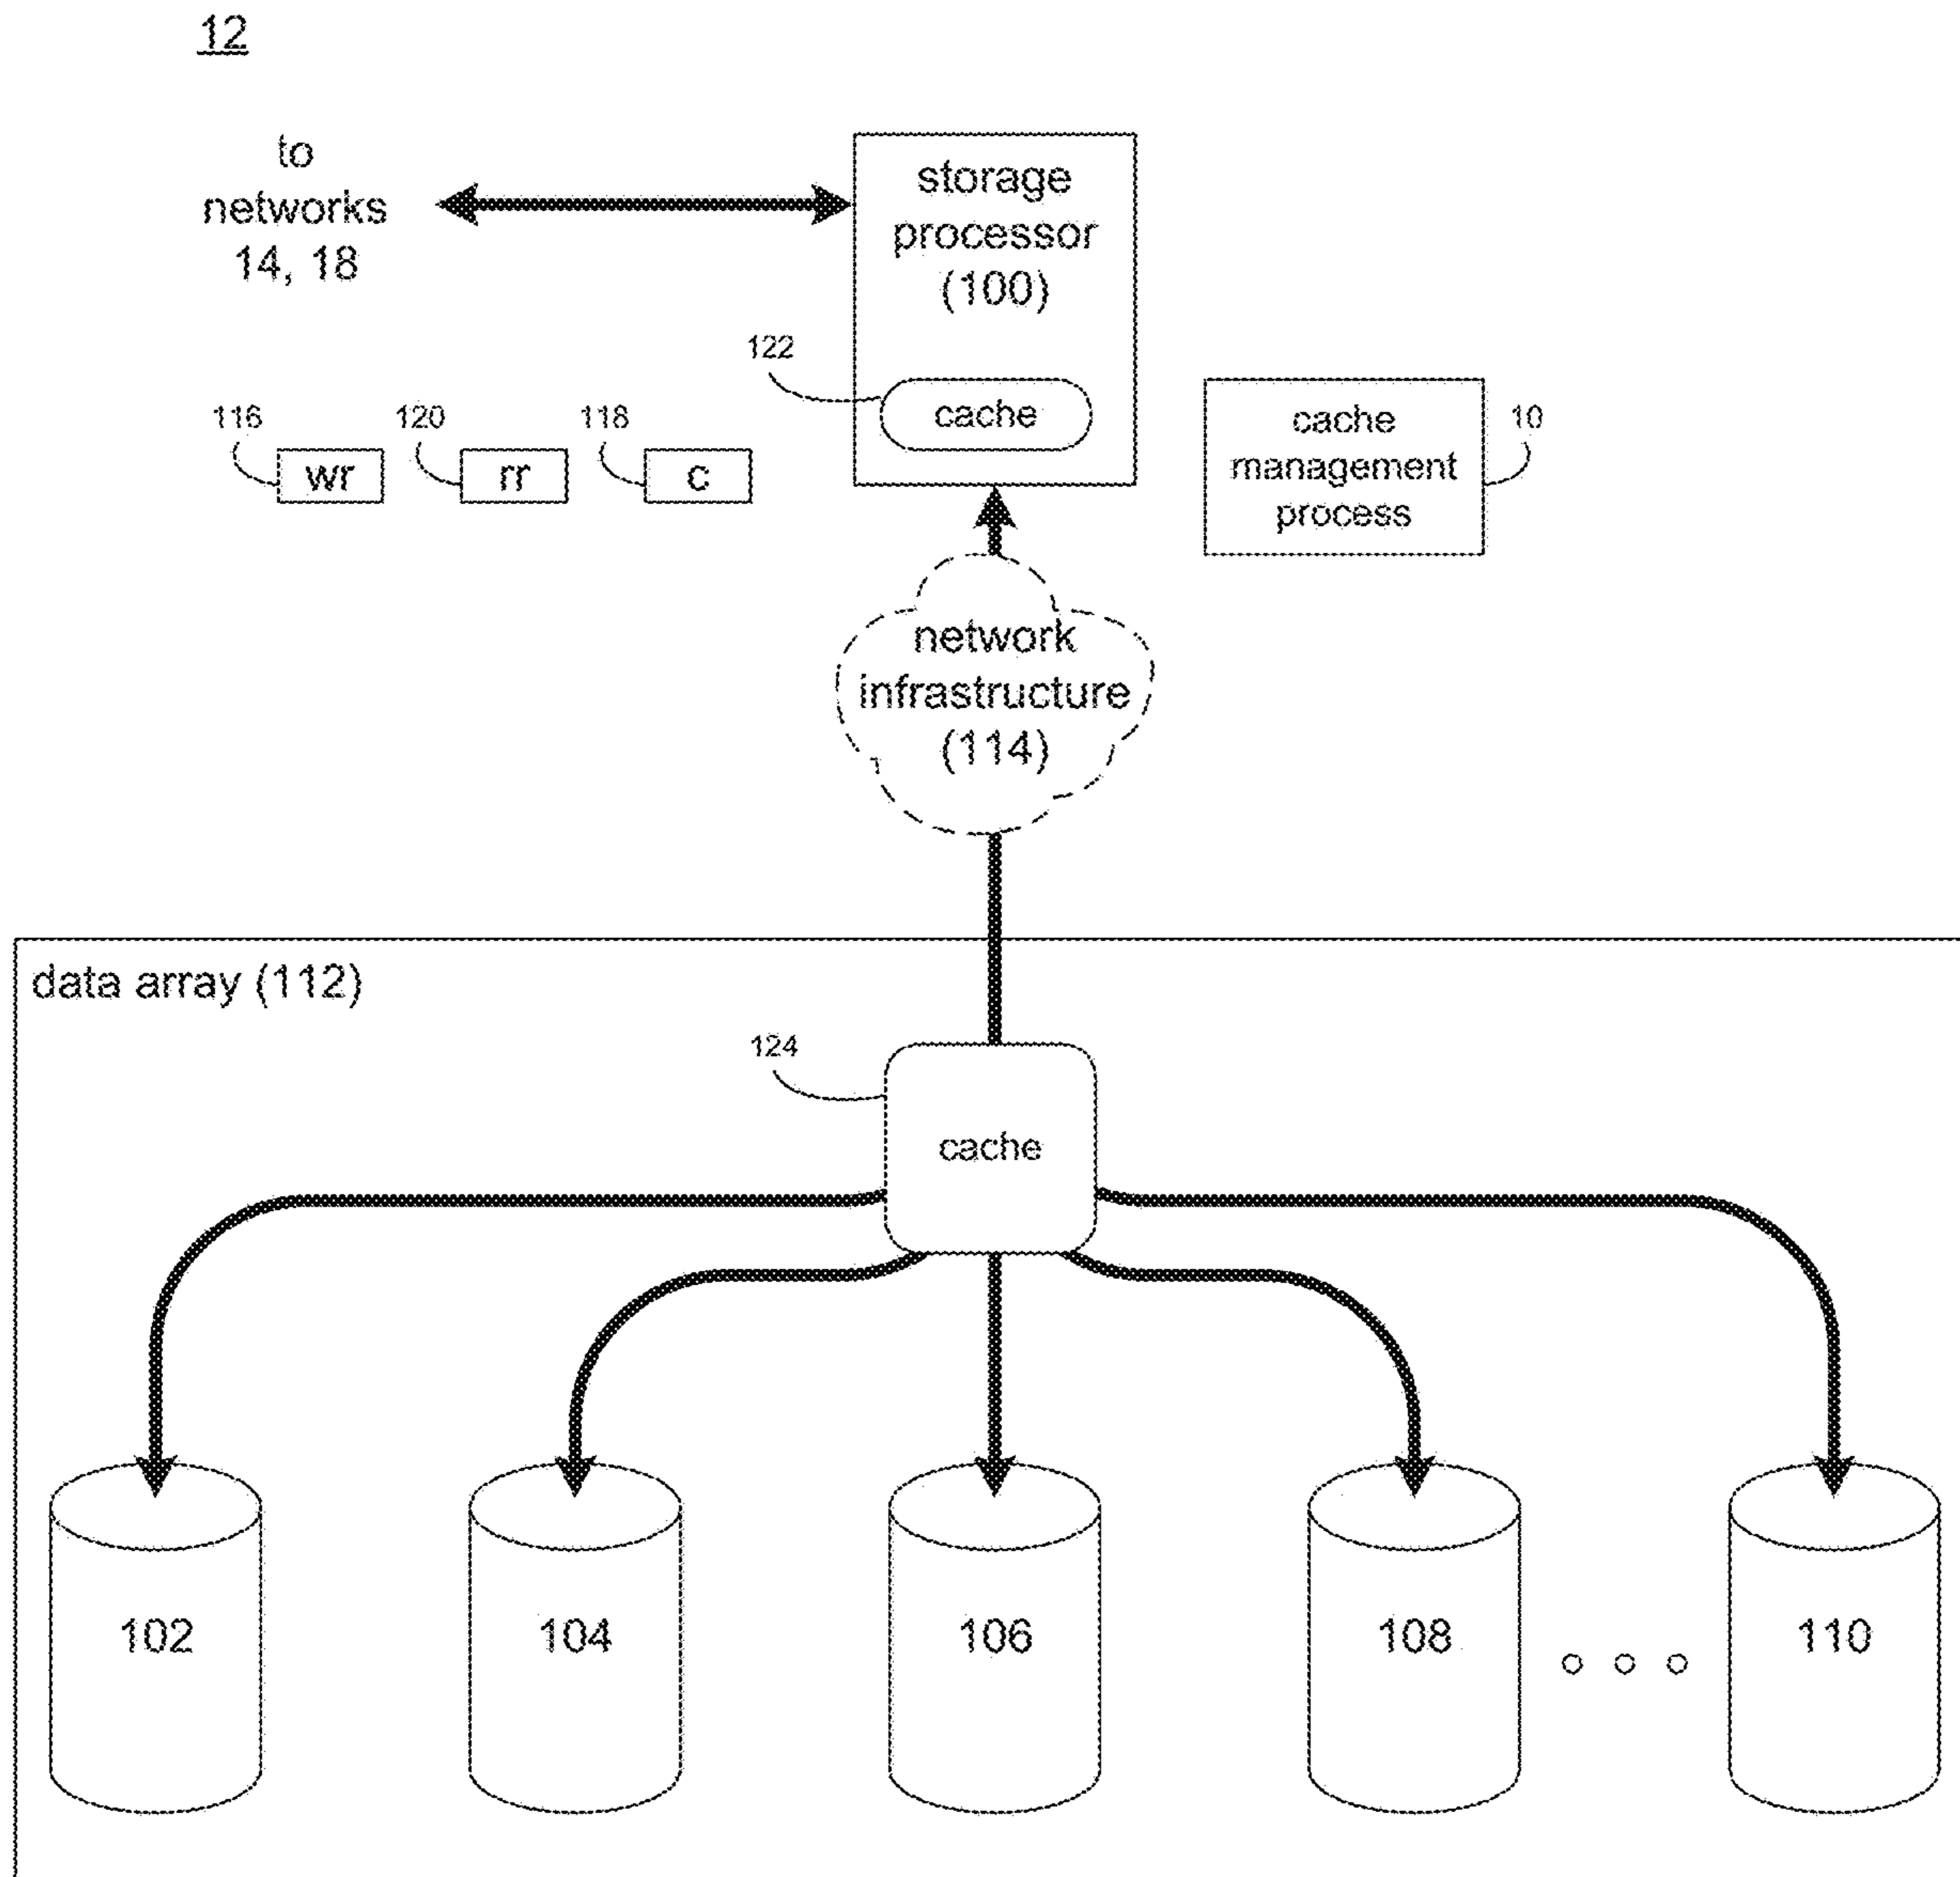 12
to
networks
14, 18
storage
processor
(100)
122
cache
116
120
118
wr
rr
c
cache
management
process
10
network
infrastructure
(114)
data array (112)
124
cache
102
104
106
108
110